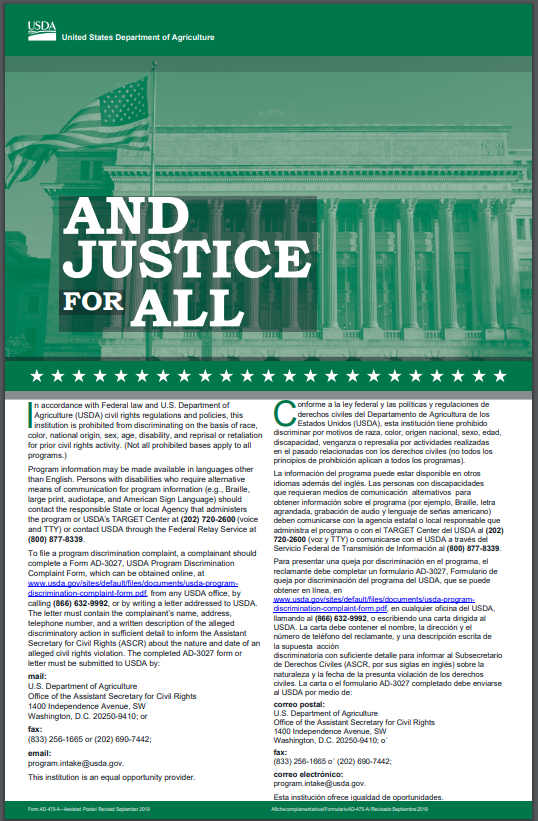 USDA
United States Department of Agriculture
AND
JUSTICE
FOR ALL
In accordance with Federal law and U.S. Department of
Agriculture (USDA) civil rights regulations and policies, this
institution is prohibited from discriminating on the basis of race,
color, national origin, sex, age, disability, and reprisal or retaliation
for prior civil rights activity. (Not all prohibited bases apply to all
programs.)
Program information may be made available in languages other
than English. Persons with disabilities who require alternative
means of communication for program information (e.g., Braille,
large print, audiotape, and American Sign Language) should
contact the responsible State or local Agency that administers
the program or USDA's TARGET Center at (202) 720-2600 (voice
and TTY) or contact USDA through the Federal Relay Service at
(800) 877-8339.
To file a program discrimination complaint, a complainant should
complete a Form AD-3027, USDA Program Discrimination
Complaint Form, which can be obtained online, at
www.usda.gov/sites/default/files/documents/usda-program-
discrimination-complaint-form.pdf, from any USDA office, by
calling (866) 632-9992, or by writing a letter addressed to USDA.
The letter must contain the complainant's name, address,
telephone number, and a written description of the alleged
discriminatory action in sufficient detail to inform the Assistant
Secretary for Civil Rights (ASCR) about the nature and date of an
alleged civil rights violation. The completed AD-3027 form or
letter must be submitted to USDA by:
mail:
U.S. Department of Agriculture
Office of the Assistant Secretary for Civil Rights
1400 Independence Avenue, SW
Washington, D.C. 20250-9410; or
fax:
(833) 256-1665 or (202) 690-7442;
email:
program.intake@usda.gov.
This institution is an equal opportunity provider.
Conforme a la ley federal y las políticas y regulaciones de
derechos civiles del Departamento de Agricultura de los
Estados Unidos (USDA), esta institución tiene prohibido
discriminar por motivos de raza, color, origen nacional, sexo, edad,
discapacidad, venganza o represalia por actividades realizadas
en el pasado relacionadas con los derechos civiles (no todos los
principios de prohibición aplican a todos los programas).
La información del programa puede estar disponible en otros
idiomas además del inglés. Las personas con discapacidades
que requieran medios de comunicación alternativos para
obtener información sobre el programa (por ejemplo, Braille, letra
agrandada, grabación de audio y lenguaje de señas americano)
deben comunicarse con la agencia estatal o local responsable que
administra el programa o con el TARGET Center del USDA al (202)
720-2600 (voz y TTY) o comunicarse con el USDA a través del
Servicio Federal de Transmisión de Información al (800) 877-8339.
Para presentar una queja por discriminación en el programa, el
reclamante debe completar un formulario AD-3027, Formulario de
queja por discriminación del programa del USDA, que se puede
obtener en línea, en
www.usda.gov/sites/default/files/documents/usda-program-
discrimination-complaint-form.pdf, en cualquier oficina del USDA,
llamando al (866) 632-9992, o escribiendo una carta dirigida al
USDA. La carta debe contener el nombre, la dirección y el
número de teléfono del reclamante, y una descripción escrita de
la supuesta acción
discriminatoria con suficiente detalle para informar al Subsecretario
de Derechos Civiles (ASCR, por sus siglas en inglés) sobre la
naturaleza y la fecha de la presunta violación de los derechos
civiles. La carta o el formulario AD-3027 completado debe enviarse
al USDA por medio de:
correo postal:
U.S. Department of Agriculture
Office of the Assistant Secretary for Civil Rights
1400 Independence Avenue, SW
Washington, D.C. 20250-9410; o´
fax:
(833) 256-1665 o´ (202) 690-7442;
correo electrónico:
program.intake@usda.gov.
Esta institución ofrece igualdad de oportunidades.
Form AD-475-A—Assisted Poster/ Revised September 2019
Afiche complementario al Formulario AD-475-A / Revisado Septiembre 2019